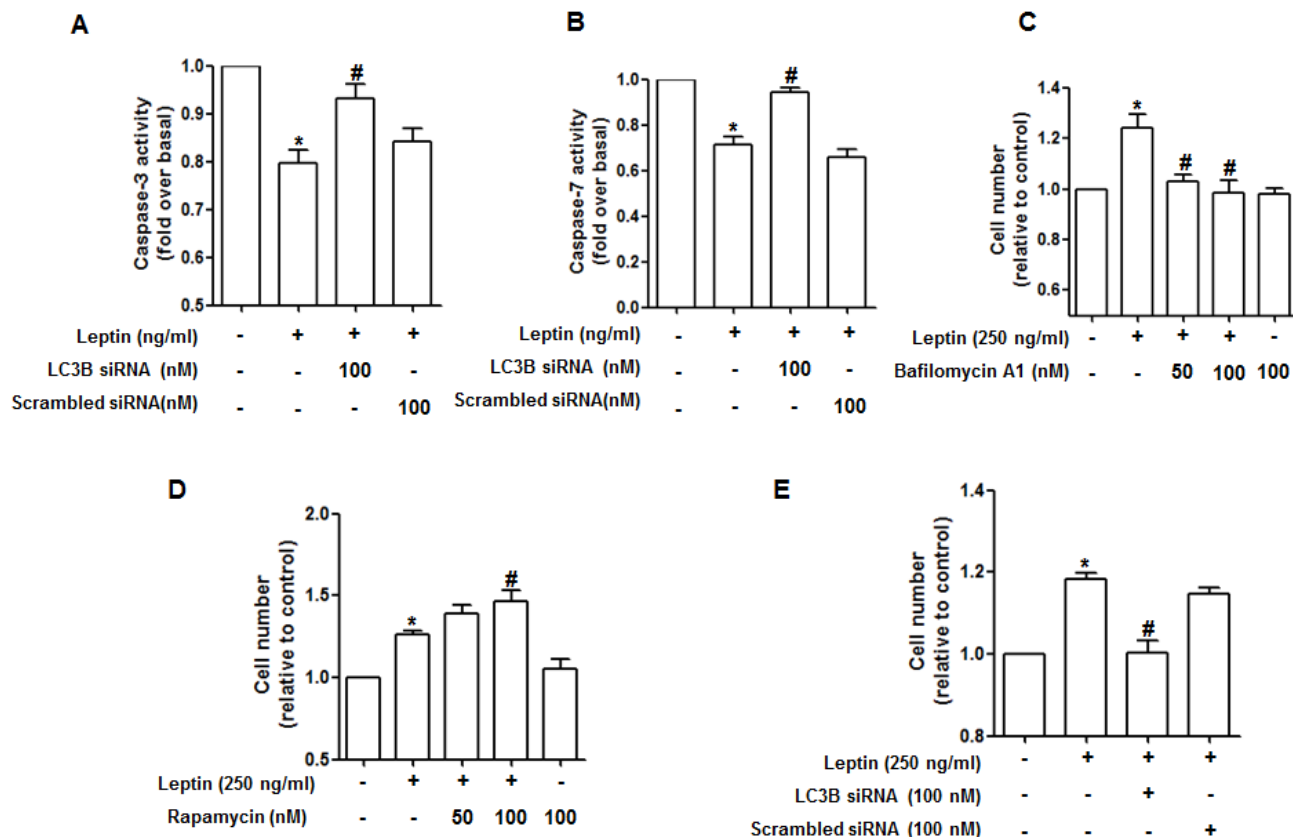 A
Caspase-3 activity
(fold over basal)
1.0
0.9
0.8
0.7
0.6
0.5
*
#
Leptin (ng/ml) - + + +
LC3B siRNA (nM) - - 100 -
Scrambled siRNA(nM) - - - 100
B
Caspase-7 activity
(fold over basal)
1.0
0.8
0.6
0.4
0.2
0.0
*
#
Leptin (ng/ml) - + + +
LC3B siRNA (nM) - - 100 -
Scrambled siRNA(nM) - - - 100
C
Cell number
(relative to control)
1.4
1.2
1.0
0.8
0.6
*
#
#
Leptin (250 ng/ml) - + + + -
Bafilomycin A1 (nM) - - 50 100 100
D
Cell number
(relative to control)
2.0
1.5
1.0
0.5
*
#
Leptin (250 ng/ml) - + + + -
Rapamycin (nM) - - 50 100 100
E
Cell number
(relative to control)
1.4
1.2
1.0
0.8
*
#
Leptin (250 ng/ml) - + + +
LC3B siRNA (100 nM) - - + -
Scrambled siRNA (100 nM) - - - +